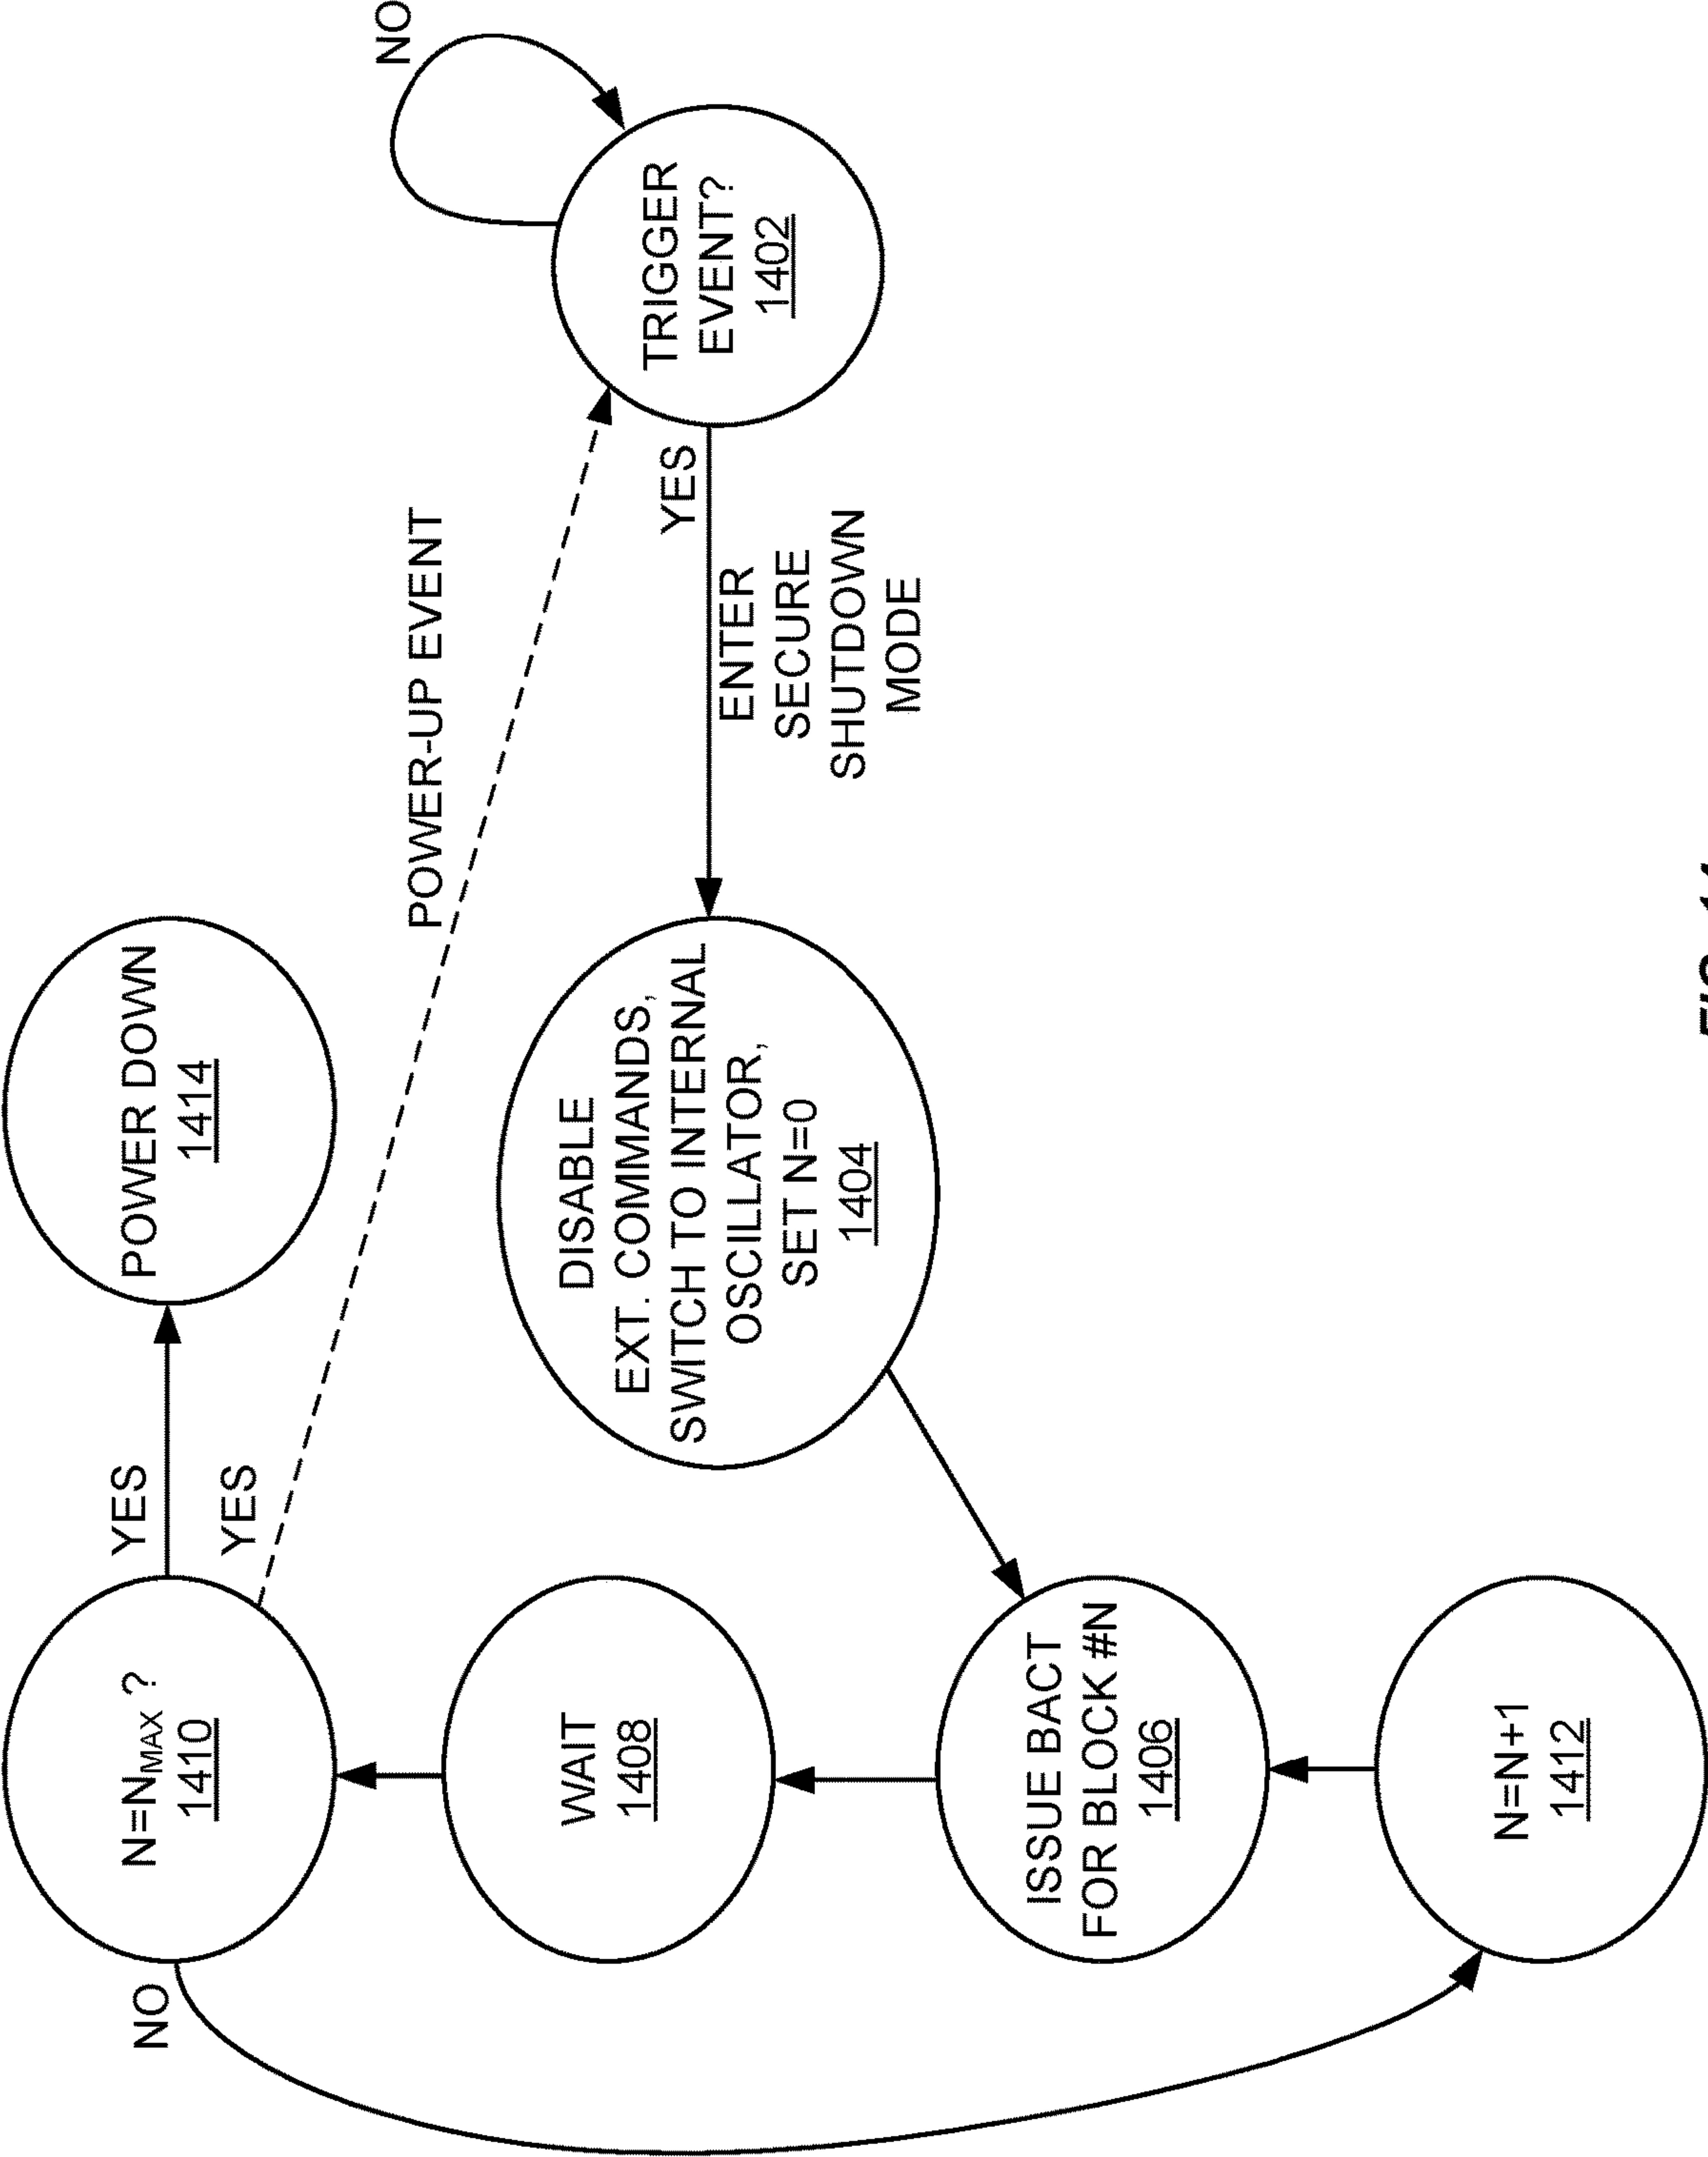 NO
TRIGGER
EVENT?
1402
POWER-UP EVENT
YES
ENTER
SECURE
SHUTDOWN
MODE
DISABLE
EXT. COMMANDS,
SWITCH TO INTERNAL
OSCILLATOR,
SET N=0
1404
POWER DOWN
1414
YES
YES
N=NMAX ?
1410
WAIT
1408
ISSUE BACT
FOR BLOCK #N
1406
N=N+1
1412
NO